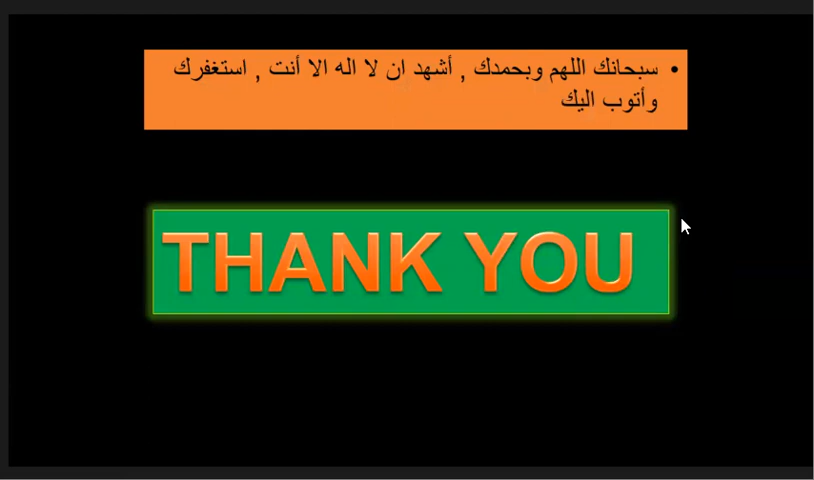 • سبحانك اللهم وبحمدك , أشهد ان لا اله الا أنت , استغفرك
وأتوب اليك
THANK YOU